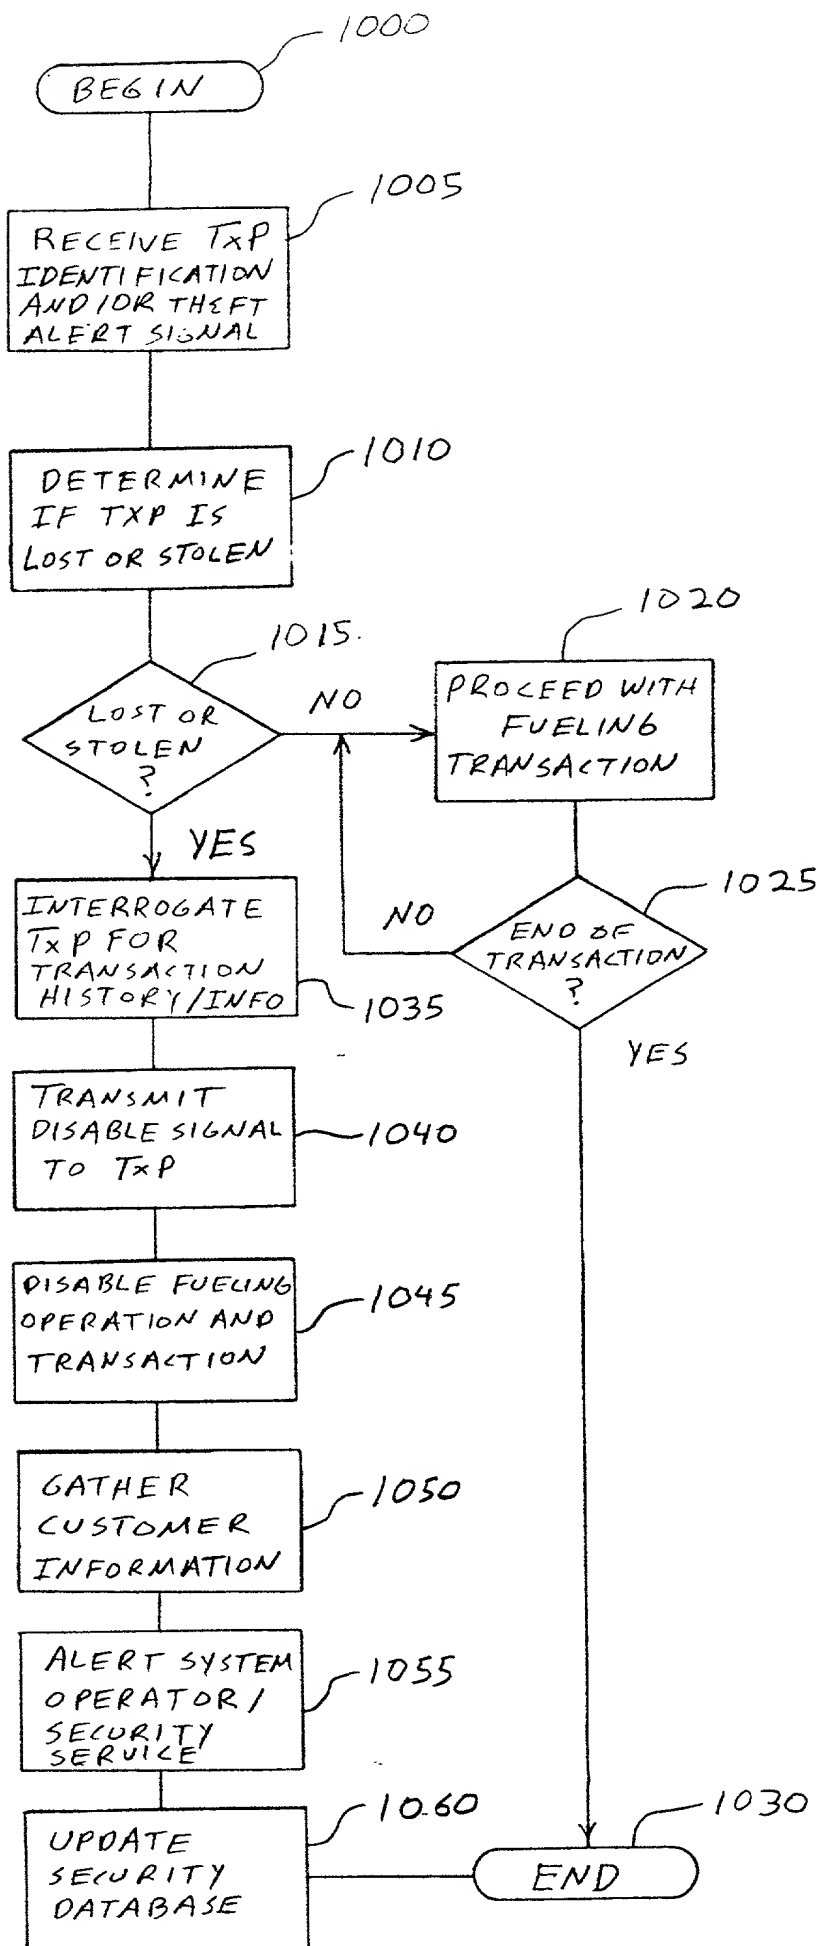 1000
BEGIN
1005
RECEIVE TxP
IDENTIFICATION
AND/OR THEFT
ALERT SIGNAL
1010
DETERMINE
IF TXP IS
LOST OR STOLEN
1015.
LOST OR
STOLEN
?
NO
1020
PROCEED WITH
FUELING
TRANSACTION
YES
1025
END OF
TRANSACTION
?
NO
YES
INTERROGATE
TxP FOR
TRANSACTION
HISTORY/INFO
1035
TRANSMIT
DISABLE SIGNAL
TO TxP
1040
DISABLE FUELING
OPERATION AND
TRANSACTION
1045
GATHER
CUSTOMER
INFORMATION
1050
ALERT SYSTEM
OPERATOR/
SECURITY
SERVICE
1055
UPDATE
SECURITY
DATABASE
1060
1030
END